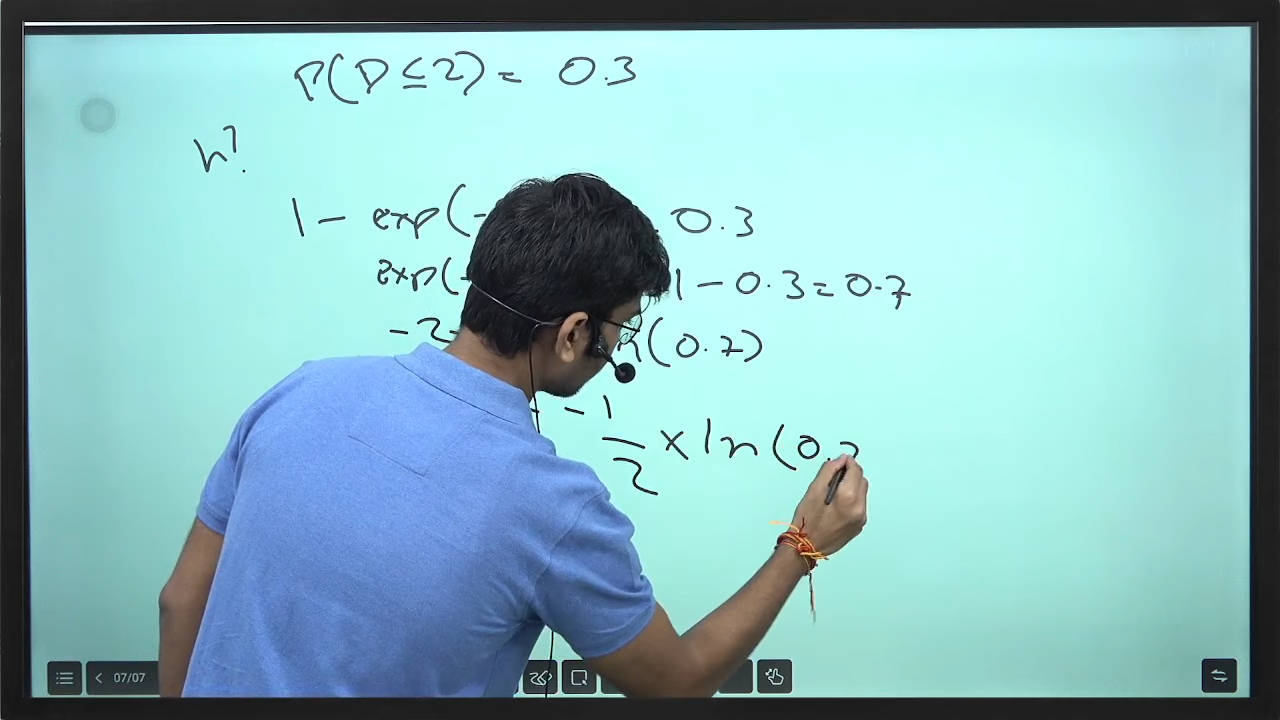 P(D ≤ 2) = 0.3
h?
1 - exp(- 0.3
exp(- 1 - 0.3 = 0.7
-2 (0.7)
- 1/2 × ln(0.7
07/07